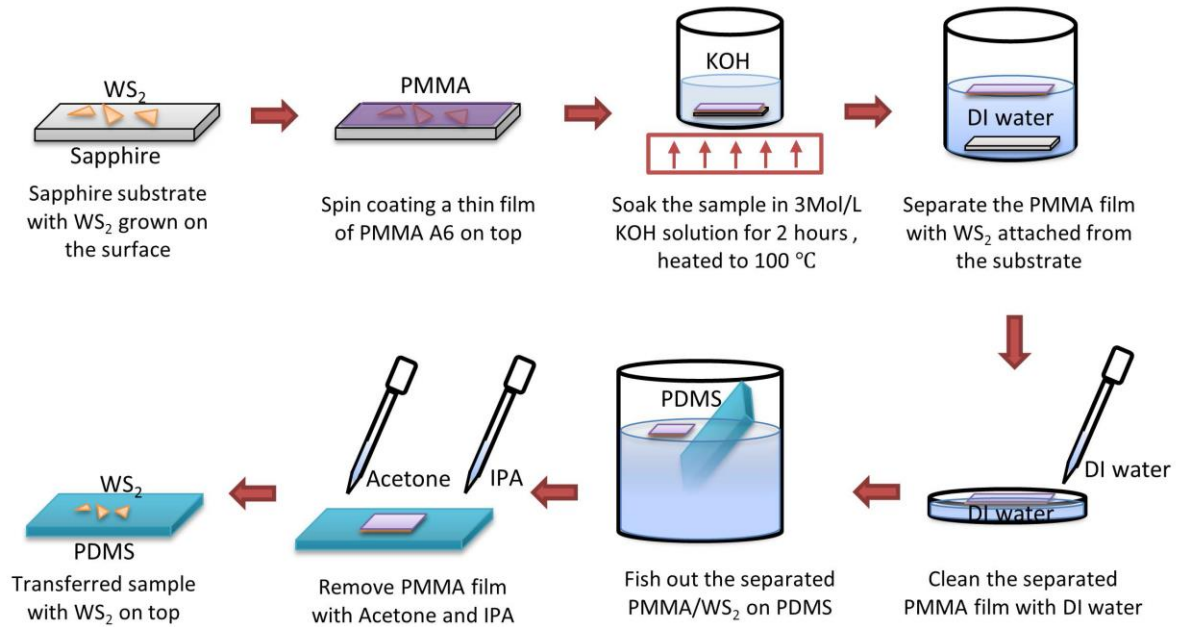 WS₂
Sapphire
Sapphire substrate
with WS₂ grown on
the surface
PMMA
Spin coating a thin film
of PMMA A6 on top
KOH
Soak the sample in 3Mol/L
KOH solution for 2 hours ,
heated to 100 ℃
DI water
Separate the PMMA film
with WS₂ attached from
the substrate
DI water
DI water
Clean the separated
PMMA film with DI water
PDMS
Fish out the separated
PMMA/WS₂ on PDMS
Acetone
IPA
Remove PMMA film
with Acetone and IPA
WS₂
PDMS
Transferred sample
with WS₂ on top